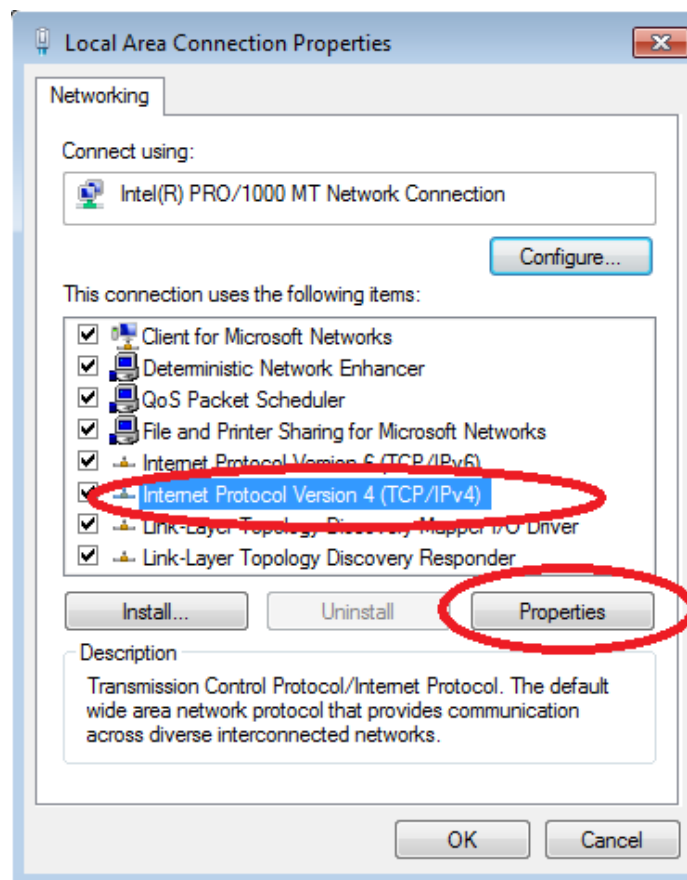 Local Area Connection Properties
Networking
Connect using:
Intel(R) PRO/1000 MT Network Connection
Configure...
This connection uses the following items:
Client for Microsoft Networks
Deterministic Network Enhancer
QoS Packet Scheduler
File and Printer Sharing for Microsoft Networks
Internet Protocol Version 6 (TCP/IPv6)
Internet Protocol Version 4 (TCP/IPv4)
Link-Layer Topology Discovery Mapper I/O Driver
Link-Layer Topology Discovery Responder
Install...
Uninstall
Properties
Description
Transmission Control Protocol/Internet Protocol. The default
wide area network protocol that provides communication
across diverse interconnected networks.
OK
Cancel